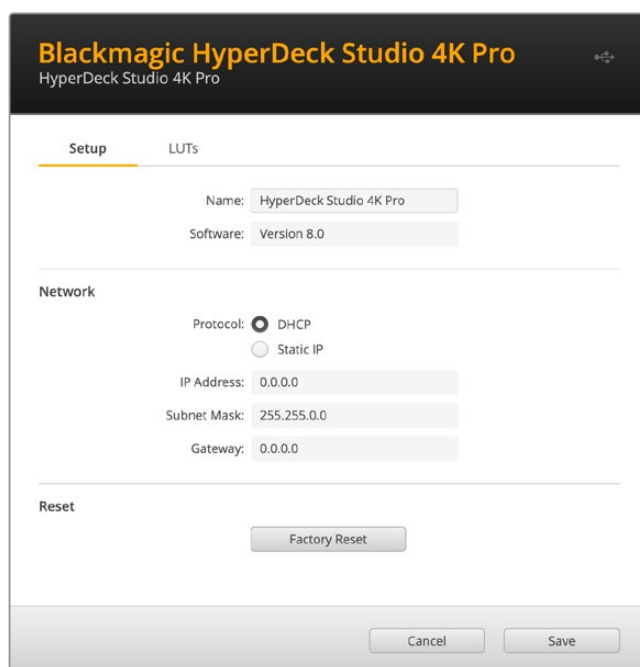 Blackmagic HyperDeck Studio 4K Pro
HyperDeck Studio 4K Pro
Setup LUTs
Name: HyperDeck Studio 4K Pro
Software: Version 8.0
Network
Protocol: DHCP
Static IP
IP Address: 0.0.0.0
Subnet Mask: 255.255.0.0
Gateway: 0.0.0.0
Reset
Factory Reset
Cancel Save